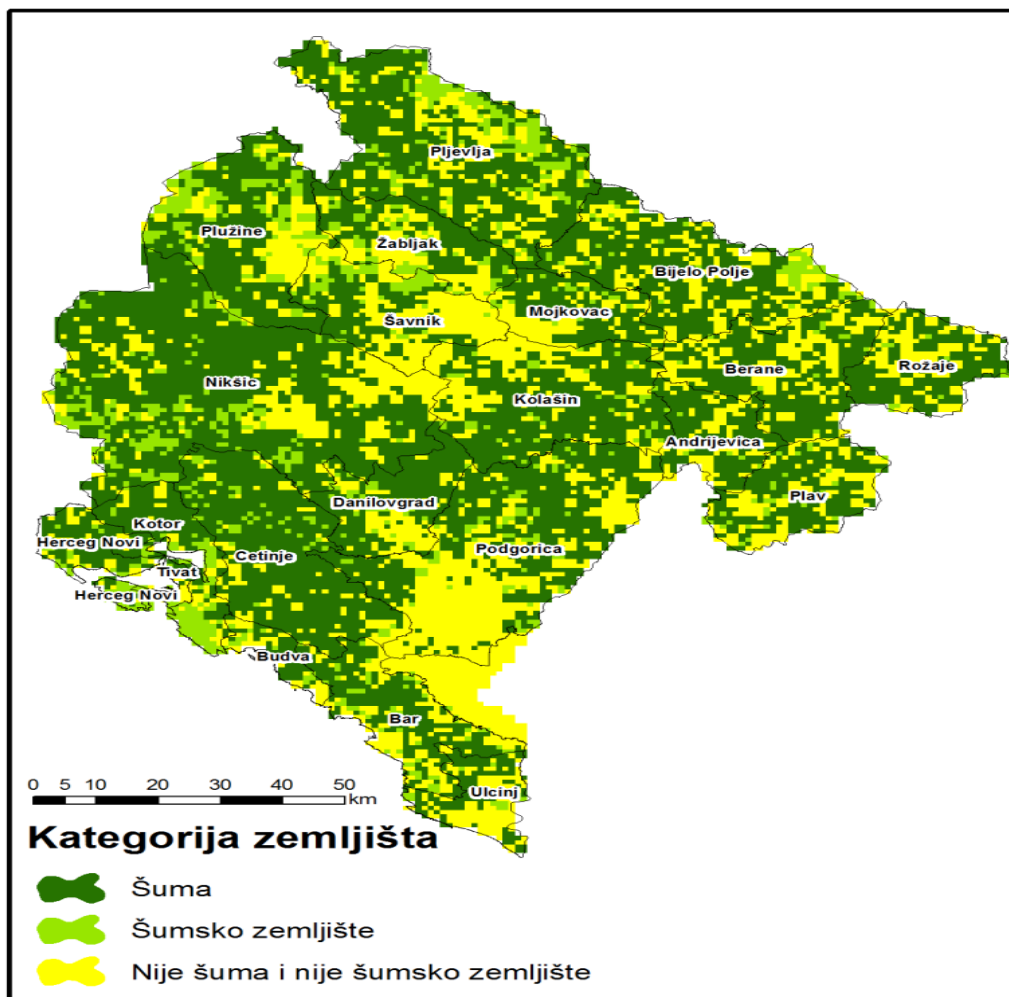 Pljevlja
Plužine
Žabljak
Bijelo Polje
Šavnik
Mojkovac
Nikšic
Kolašin
Berane
Rožaje
Andrijevica
Danilovgrad
Plav
Kotor
Herceg Novi
Cetinje
Podgorica
Tivat
Herceg Novi
Budva
Bar
Ulcinj
0 5 10 20 30 40 50
km
Kategorija zemljišta
Šuma
Šumsko zemljište
Nije šuma i nije šumsko zemljište